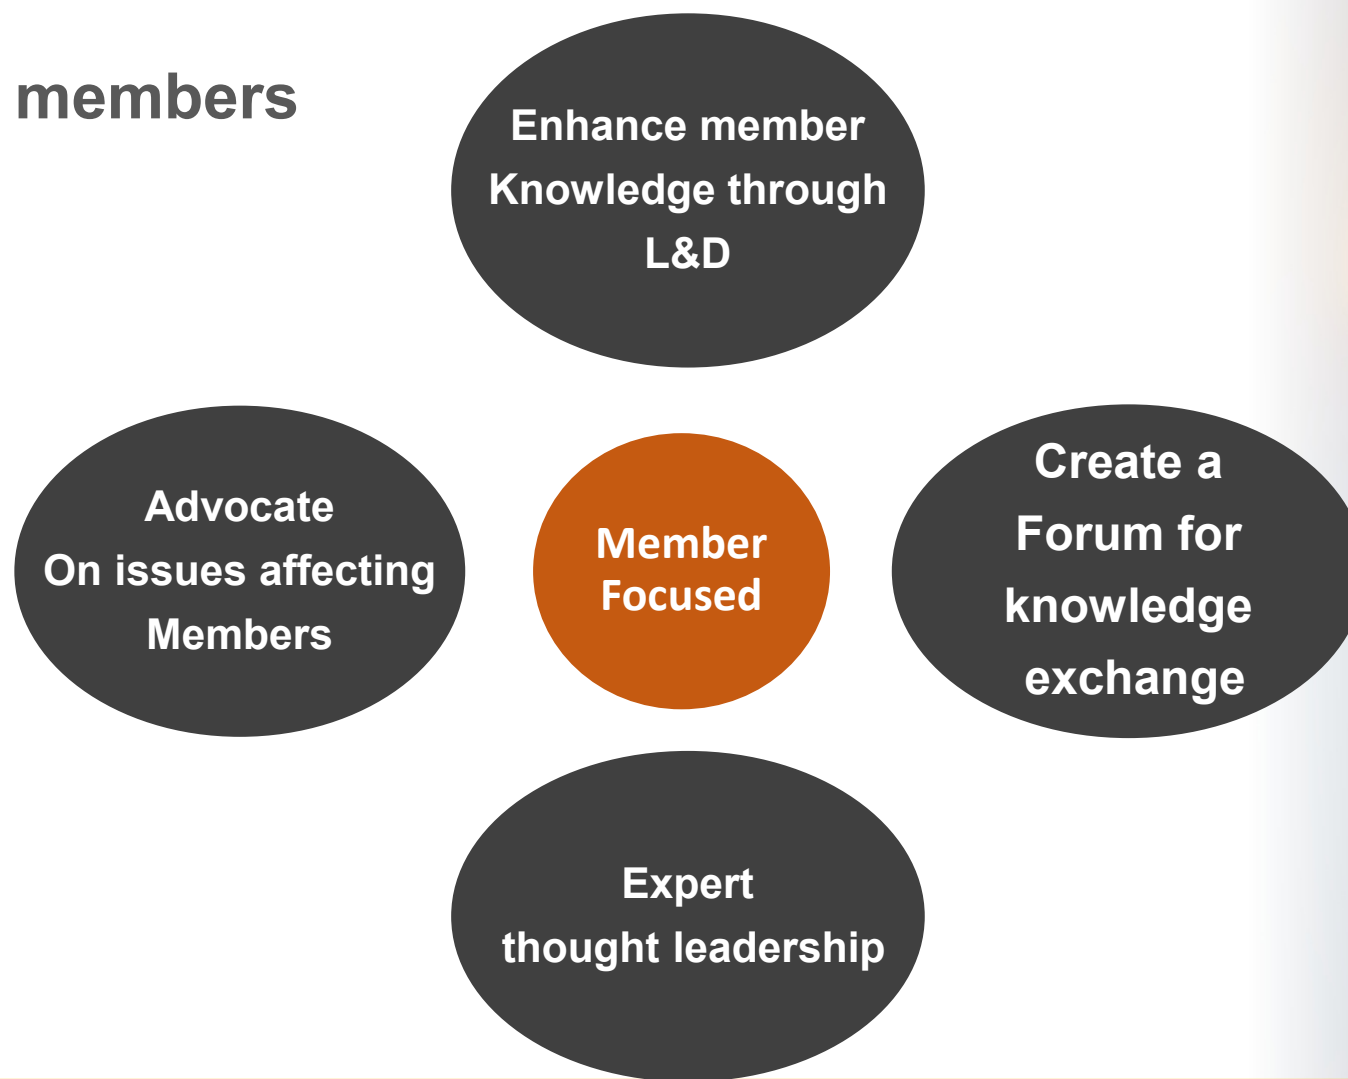 members
Enhance member
Knowledge through
L&D
Advocate
On issues affecting
Members
Member
Focused
Create a
Forum for
knowledge
exchange
Expert
thought leadership